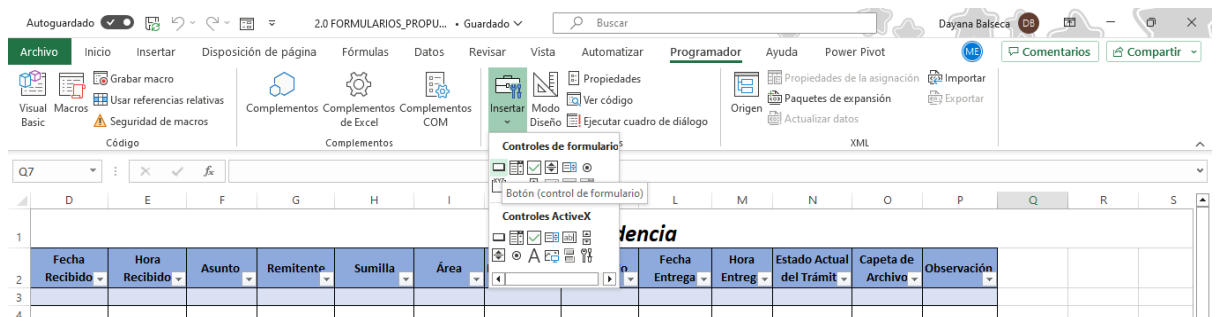 Autoguardado
2.0 FORMULARIOS_PROPU... • Guardado
Buscar
Dayana Balseca
DB
Archivo Inicio Insertar Disposición de página Fórmulas Datos Revisar Vista Automatizar Programador Ayuda Power Pivot
ME
Comentarios
Compartir
Visual Basic
Macros
Grabar macro
Usar referencias relativas
Seguridad de macros
Código
Complementos
Complementos de Excel
Complementos COM
Complementos
Insertar
Modo Diseño
Propiedades
Ver código
Ejecutar cuadro de diálogo
Origen
Propiedades de la asignación
Paquetes de expansión
Actualizar datos
Importar
Exportar
XML
Controles de formulario
Botón (control de formulario)
Controles ActiveX
Q7
fx
D E F G H I L M N O P Q R S
1
dencia
2
Fecha Recibido
Hora Recibido
Asunto
Remitente
Sumilla
Área
Fecha Entrega
Hora Entreg
Estado Actual del Trámit
Capeta de Archivo
Observación
3
4